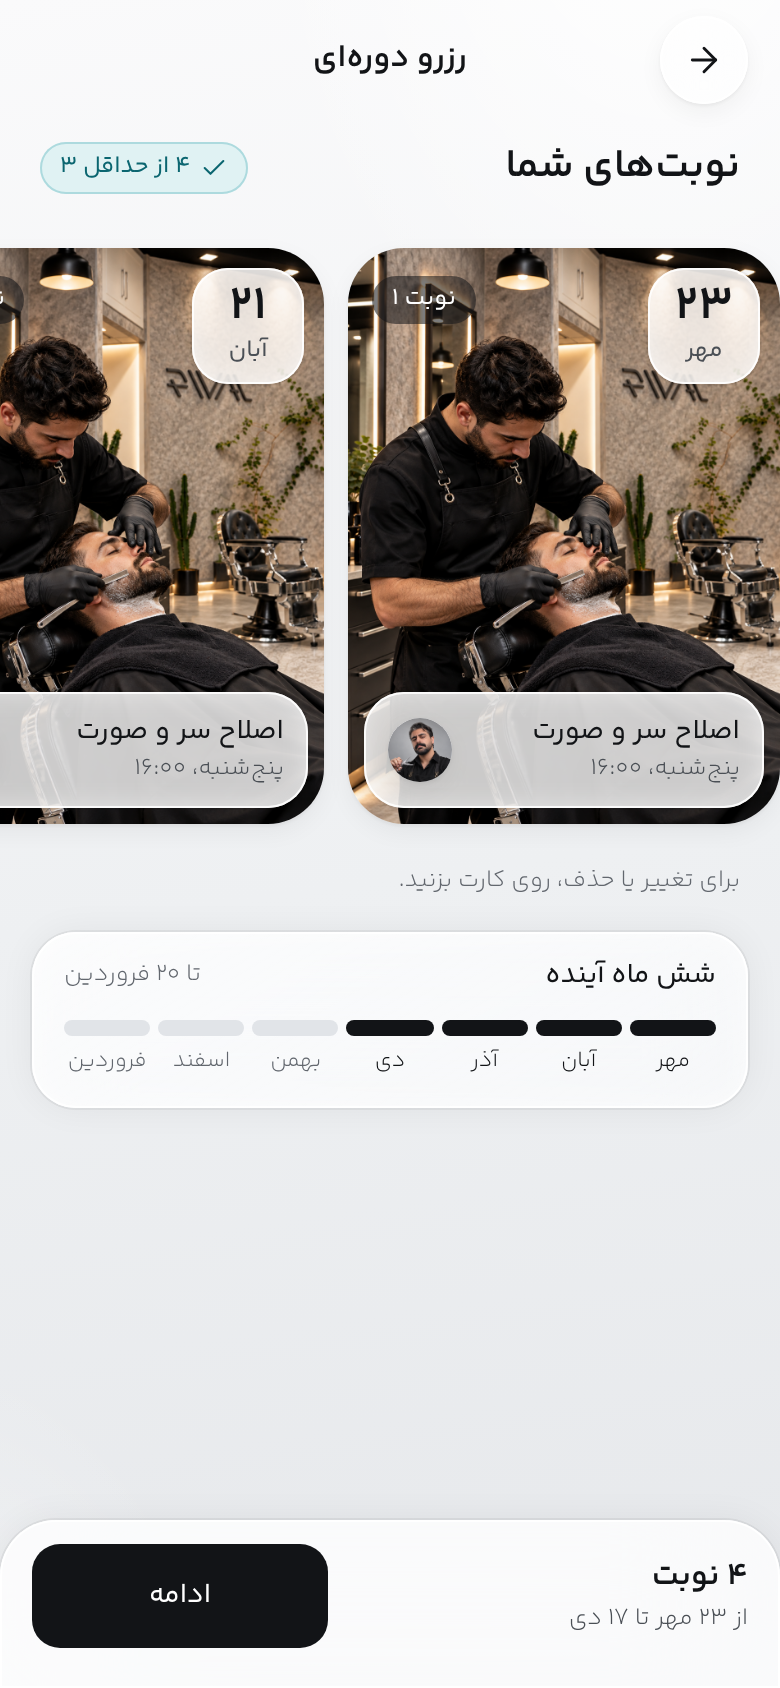 رزرو دوره‌ای
نوبت‌های شما
۴ از حداقل ۳
۲۳
مهر
نوبت ۱
اصلاح سر و صورت
پنج‌شنبه، ۱۶:۰۰
۲۱
آبان
اصلاح سر و صورت
پنج‌شنبه، ۱۶:۰۰
برای تغییر یا حذف، روی کارت بزنید.
شش ماه آینده
تا ۲۰ فروردین
مهر آبان آذر دی بهمن اسفند فروردین
۴ نوبت
از ۲۳ مهر تا ۱۷ دی
ادامه